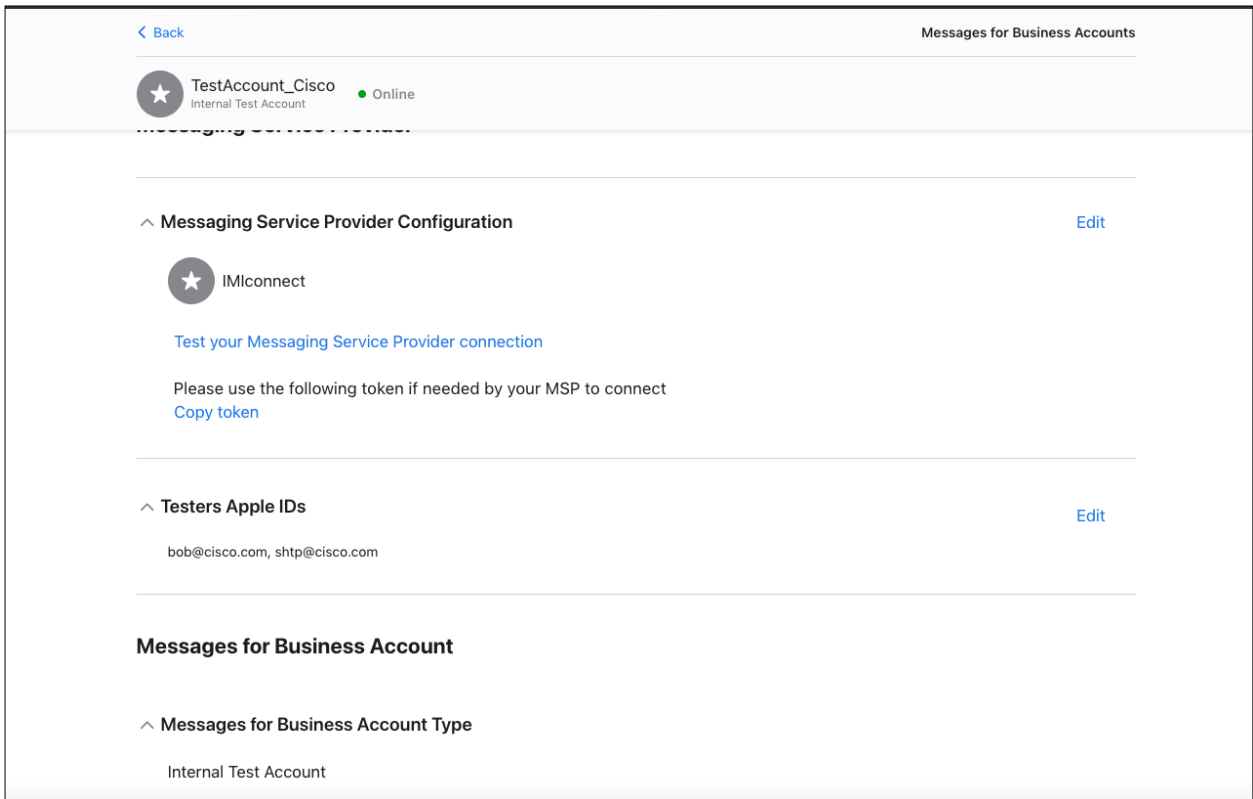 Back
Messages for Business Accounts
TestAccount_Cisco
Internal Test Account
Online
Messaging Service Provider
Messaging Service Provider Configuration
Edit
IMIconnect
Test your Messaging Service Provider connection
Please use the following token if needed by your MSP to connect
Copy token
Testers Apple IDs
Edit
bob@cisco.com, shtp@cisco.com
Messages for Business Account
Messages for Business Account Type
Internal Test Account